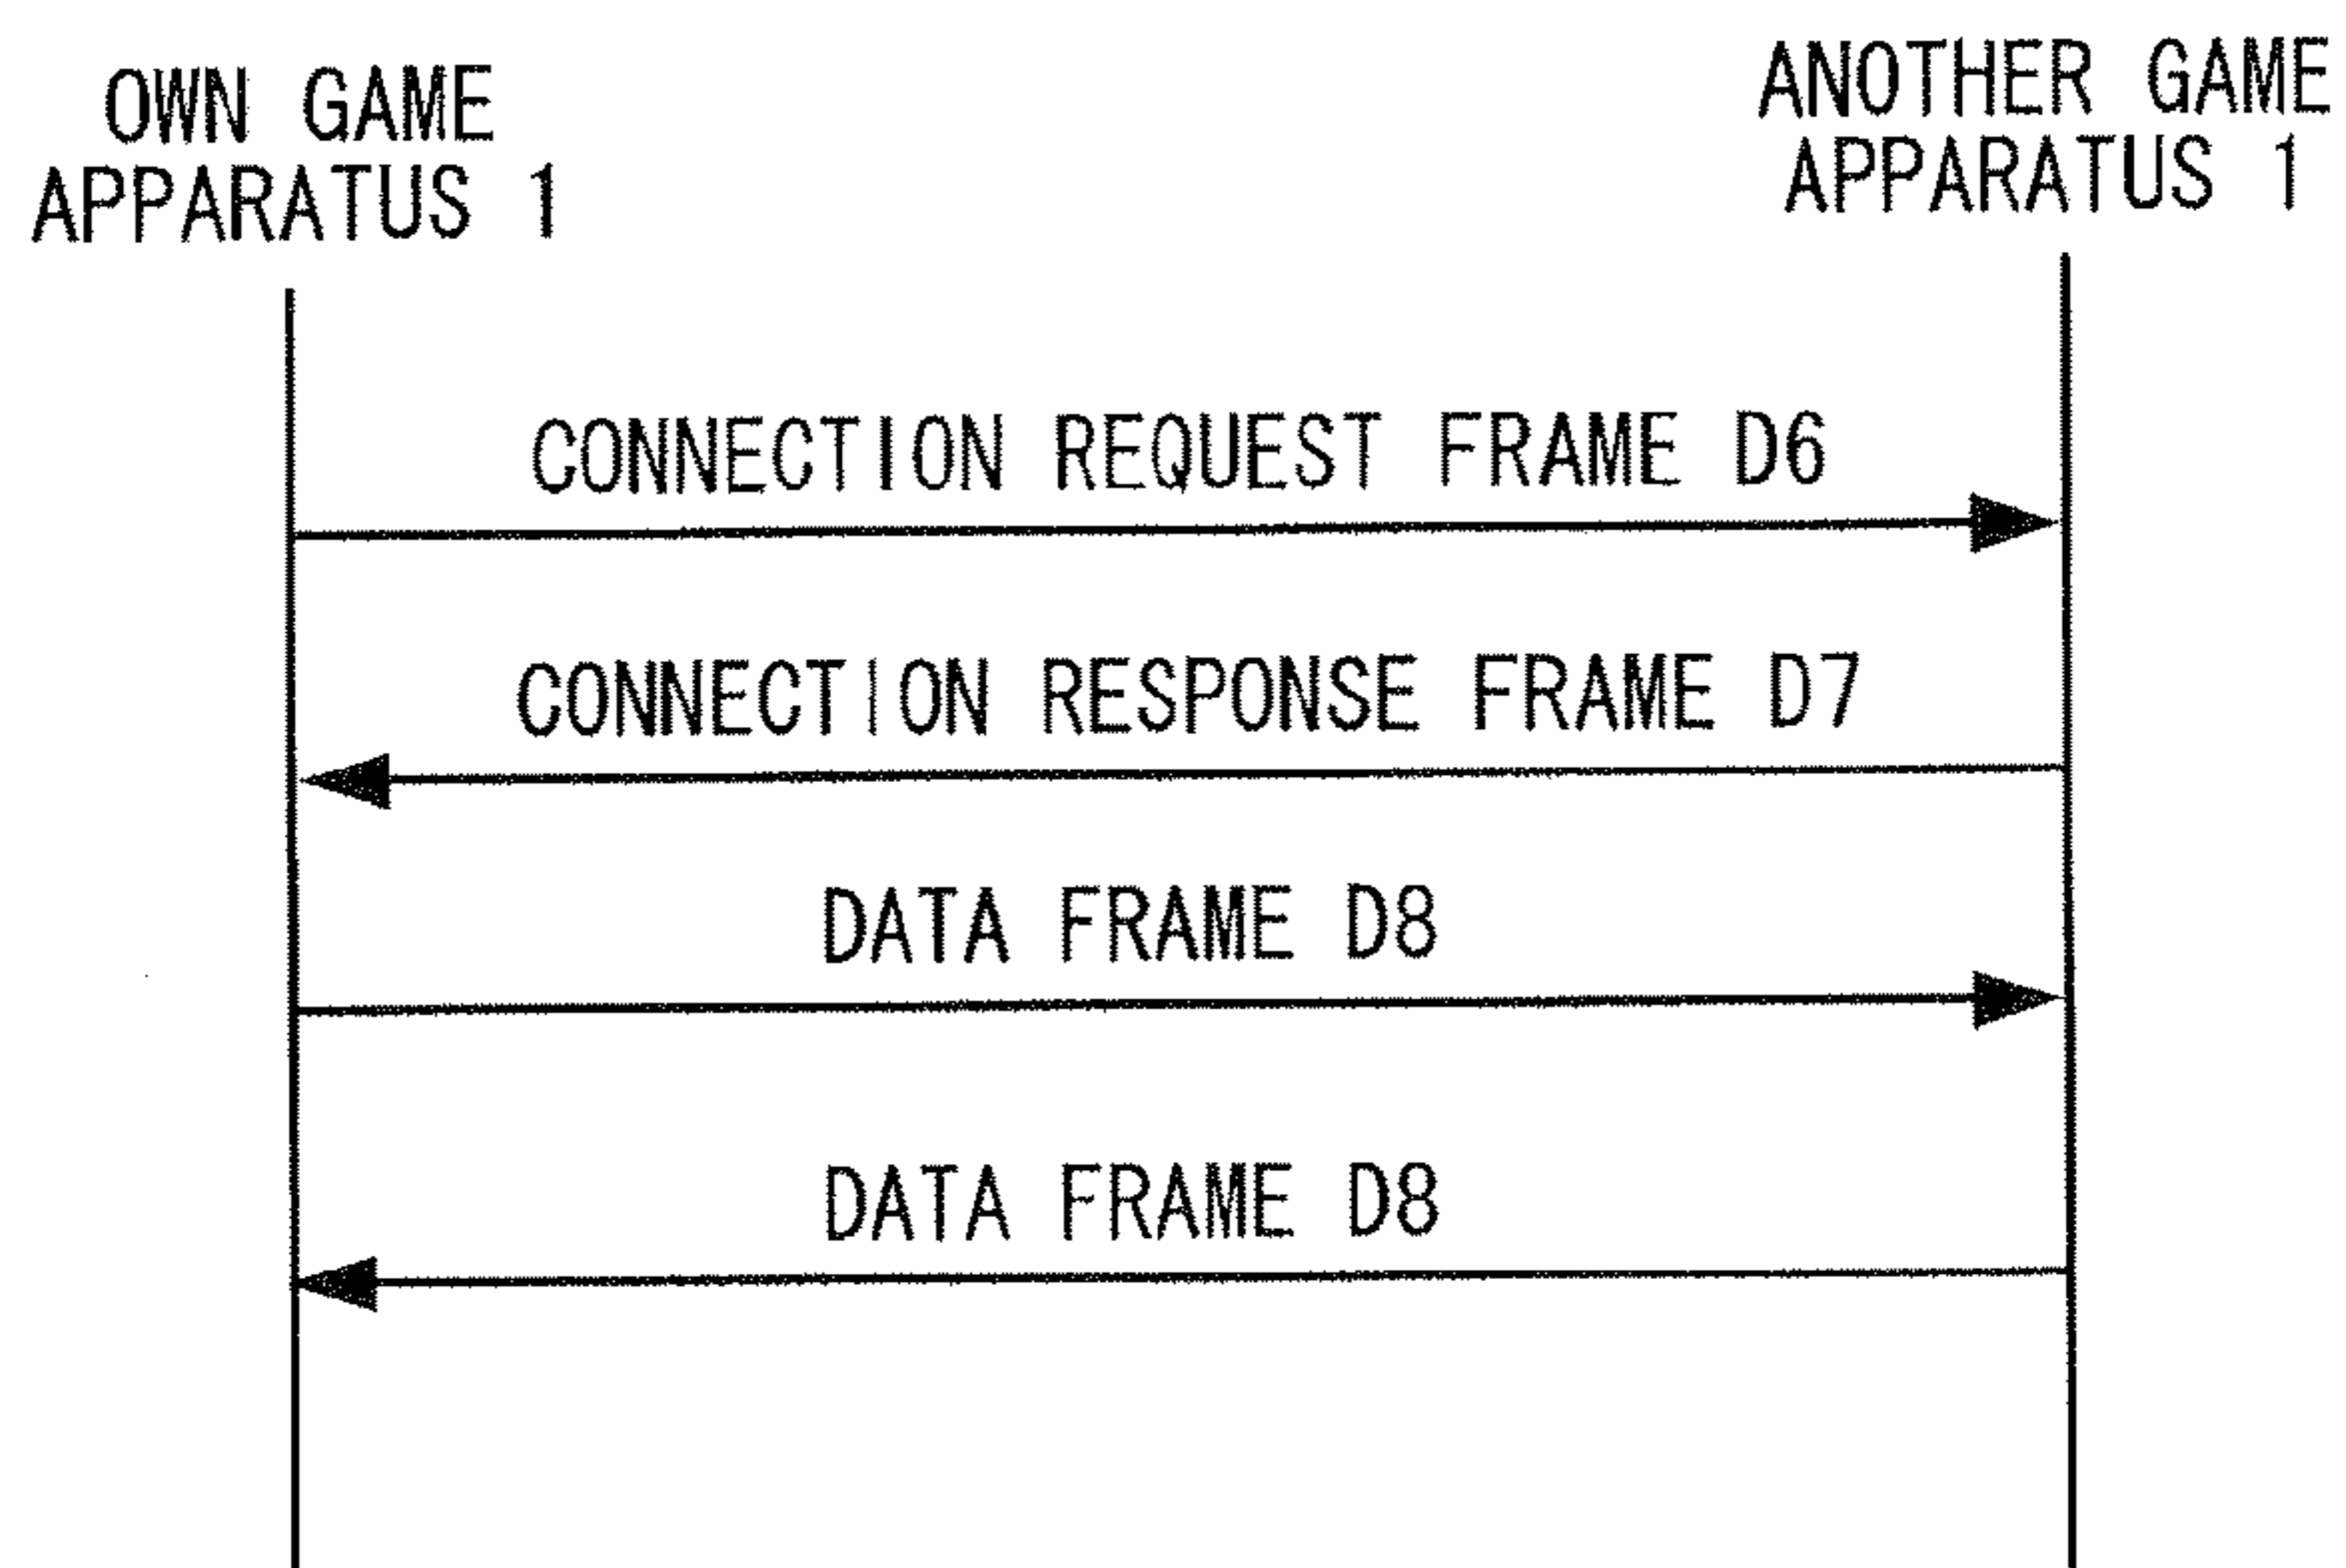 OWN GAME
APPARATUS 1
ANOTHER GAME
APPARATUS 1
CONNECTION REQUEST FRAME D6
CONNECTION RESPONSE FRAME D7
DATA FRAME D8
DATA FRAME D8